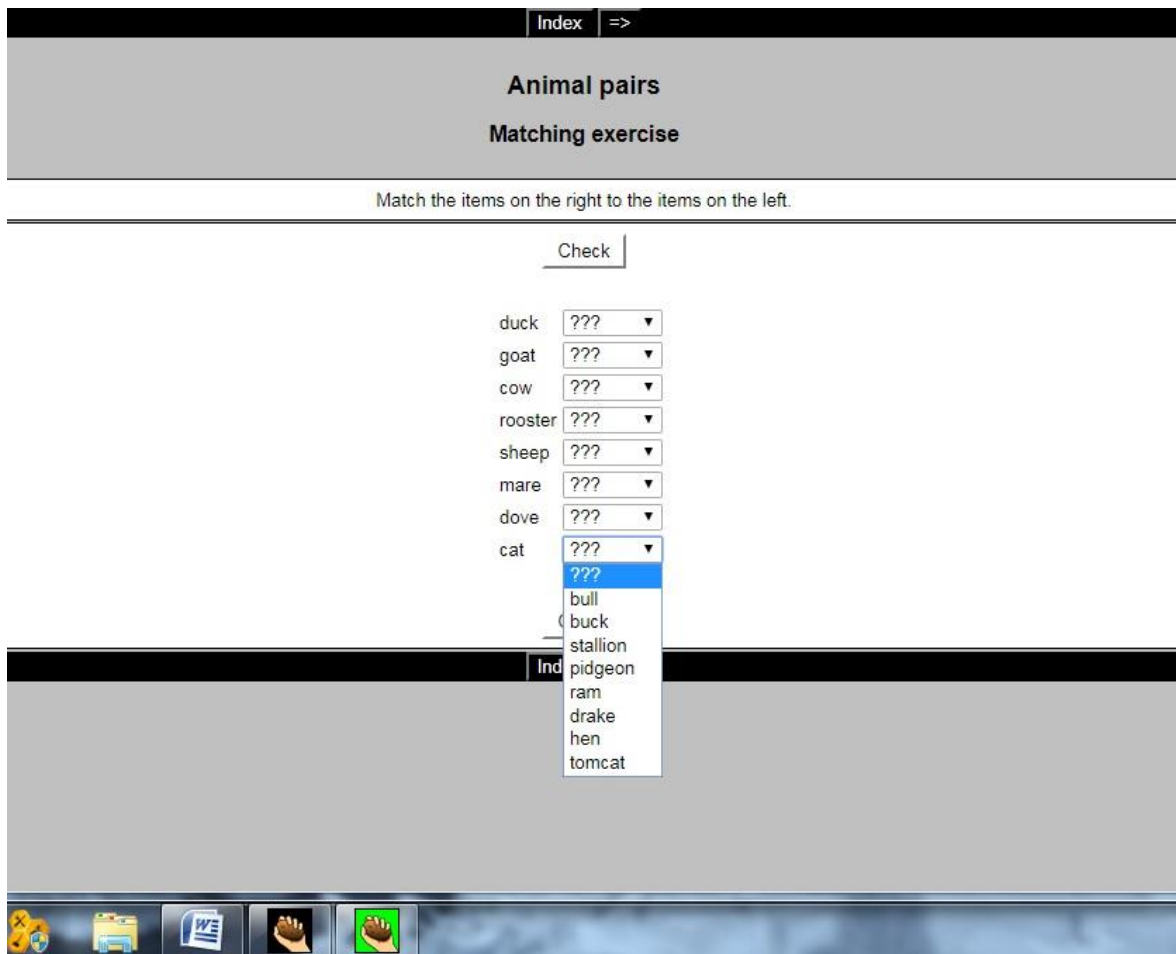 Index =>
Animal pairs
Matching exercise
Match the items on the right to the items on the left.
Check
duck ???
goat ???
cow ???
rooster ???
sheep ???
mare ???
dove ???
cat ???
???
bull
buck
stallion
pidgeon
ram
drake
hen
tomcat